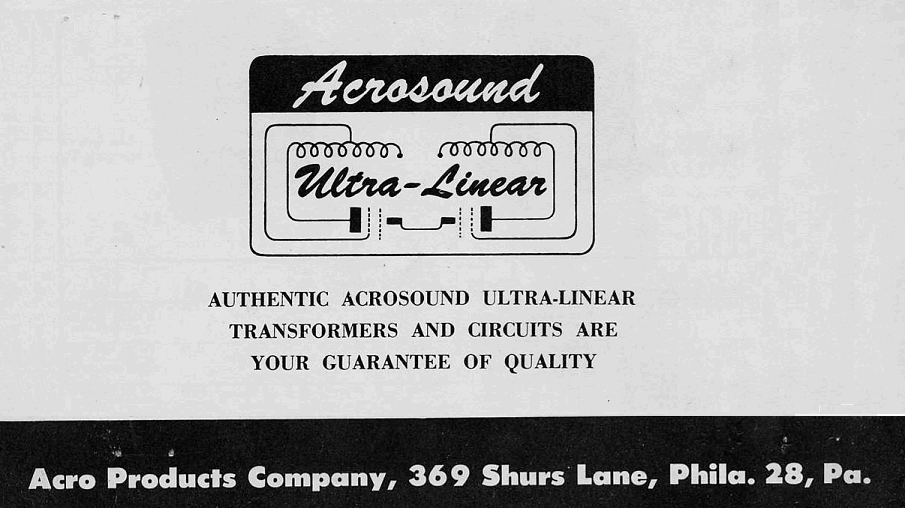 Acrosound
Ultra-Linear
AUTHENTIC ACROSOUND ULTRA-LINEAR
TRANSFORMERS AND CIRCUITS ARE
YOUR GUARANTEE OF QUALITY
Acro Products Company, 369 Shurs Lane, Phila. 28, Pa.